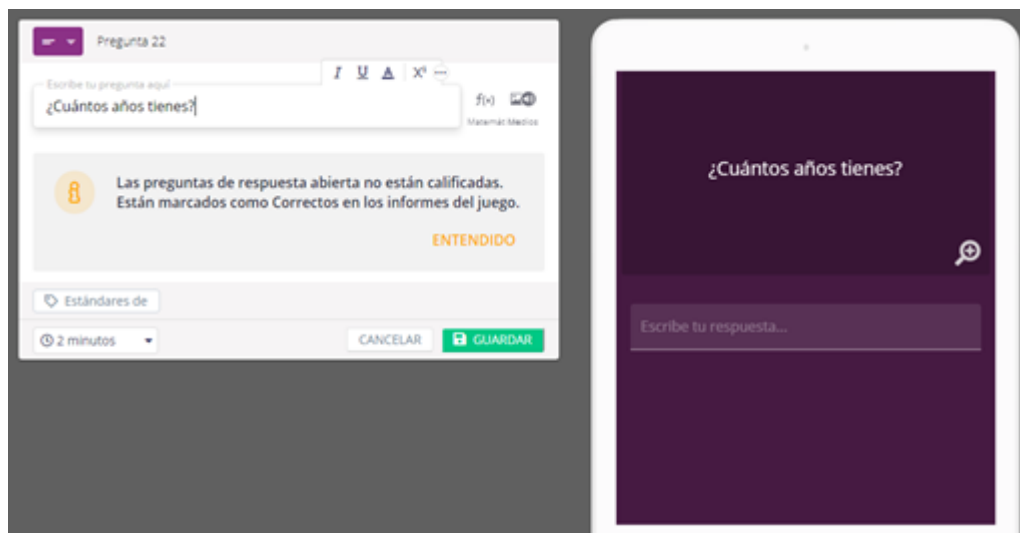 Pregunta 22
I U A X²
Escribe tu pregunta aquí
¿Cuántos años tienes?
f(x)
Matemát Medios
Las preguntas de respuesta abierta no están calificadas.
Están marcados como Correctos en los informes del juego.
ENTENDIDO
Estándares de
2 minutos
CANCELAR
GUARDAR
¿Cuántos años tienes?
Escribe tu respuesta...